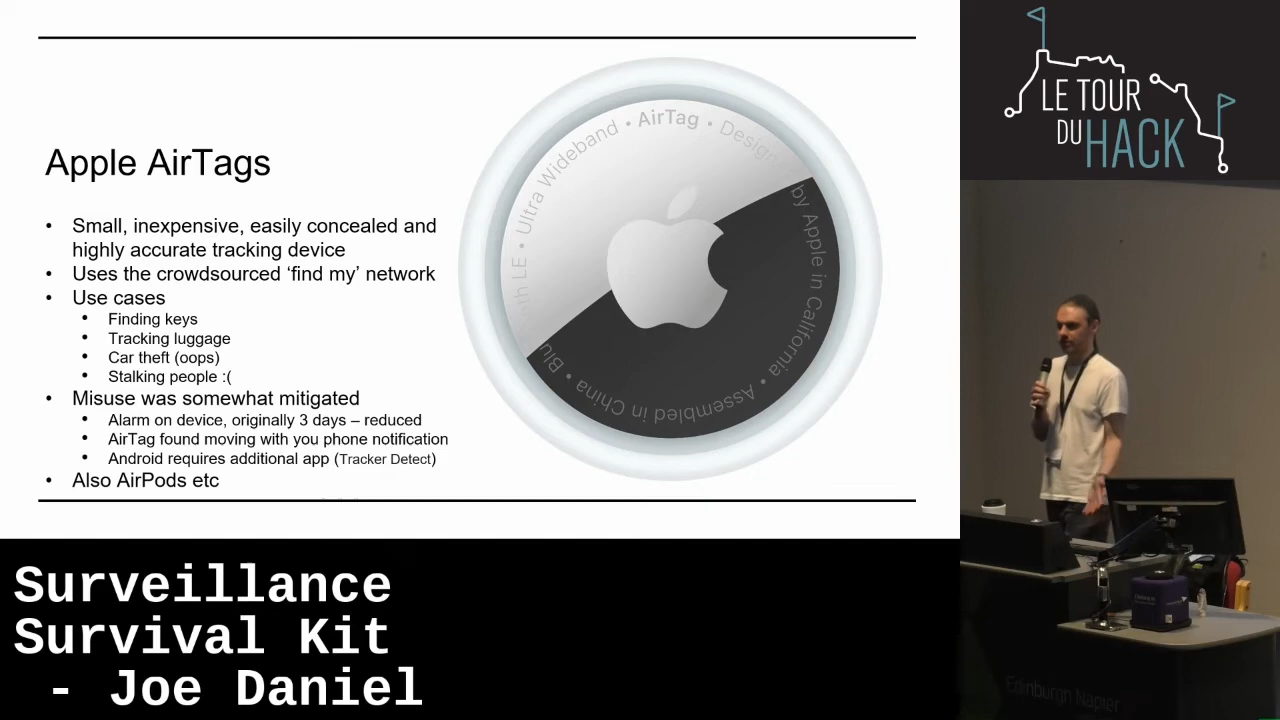 Apple AirTags
• Small, inexpensive, easily concealed and
highly accurate tracking device
• Uses the crowdsourced ‘find my’ network
• Use cases
• Finding keys
• Tracking luggage
• Car theft (oops)
• Stalking people :(
• Misuse was somewhat mitigated
• Alarm on device, originally 3 days – reduced
• AirTag found moving with you phone notification
• Android requires additional app (Tracker Detect)
• Also AirPods etc
• Ultra Wideband • AirTag • Designed by Apple in California • Assembled in China •
LE TOUR
DU HACK
Edinburgh Napier
Surveillance
Survival Kit
- Joe Daniel